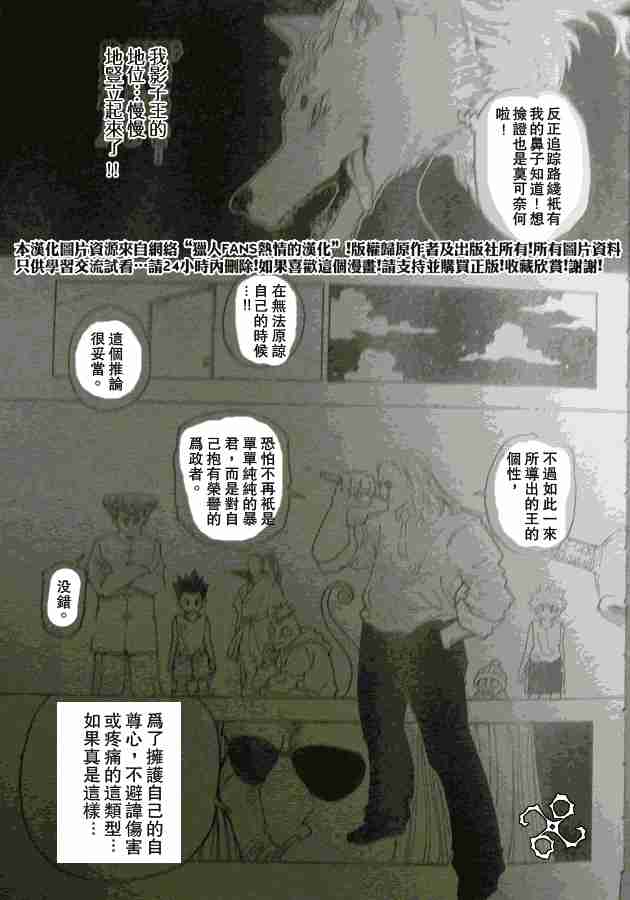 反正追踪路綫衹有
我的鼻子知道！想
撿證也是莫可奈何
啦！
我影子王的
地位…慢慢
地豎立起來了!!
本漢化圖片資源來自網絡“獵人FANS熱情的漢化”!版權歸原作者及出版社所有!所有圖片資料
只供學習交流試看…請24小時內刪除!如果喜歡這個漫畫!請支持並購買正版!收藏欣賞!謝謝!
在無法原諒
自己的時候
…!!
這個推論
很妥當。
不過如此一來
所導出的王的
個性，
恐怕不再衹是
單單純純的暴
君，而是對自
己抱有榮譽的
爲政者。
没錯。
爲了擁護自己的自
尊心，不避諱傷害
或疼痛的這類型…
如果真是這樣…